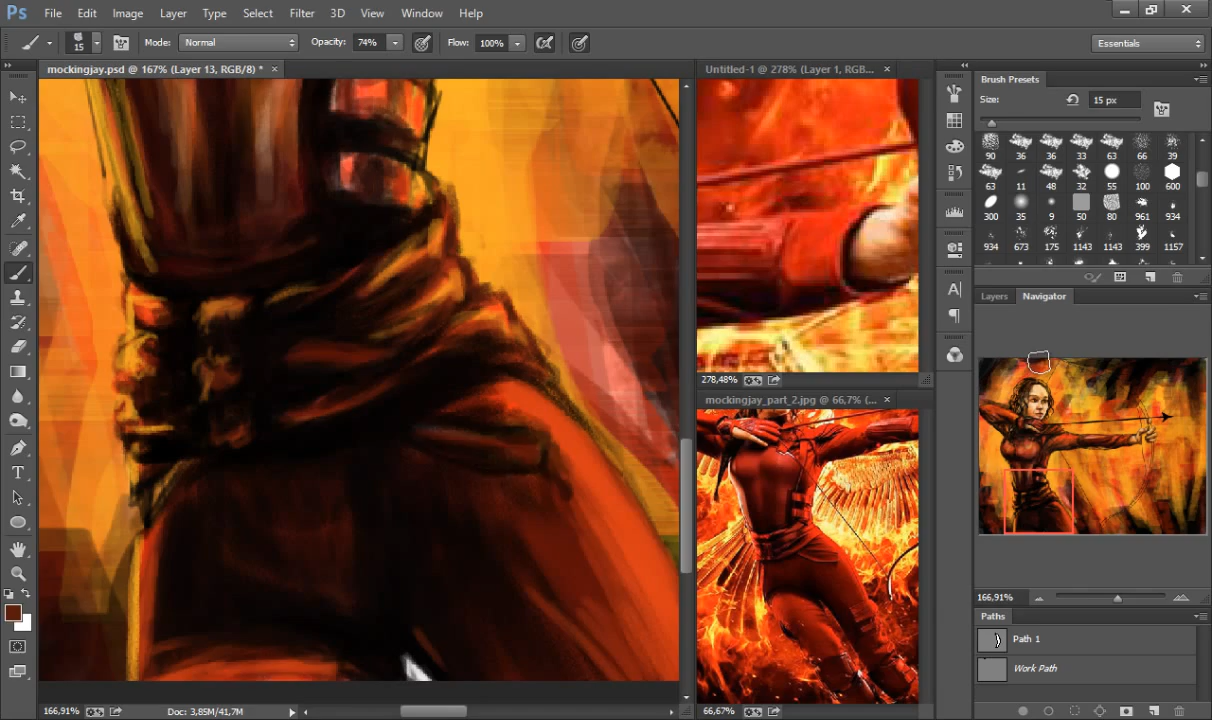 Ps File Edit Image Layer Type Select Filter 3D View Window Help
15 Mode: Normal Opacity: 74% Flow: 100% Essentials
mockingjay.psd @ 167% (Layer 13, RGB/8) * × Untitled-1 @ 278% (Layer 1, RGB... × Brush Presets
Size: 15 px
90 36 36 33 63 66 39
63 11 48 32 55 100 600
300 35 9 50 80 961 934
934 673 175 1143 1143 399 1157
Layers Navigator
278,48%
mockingjay_part_2.jpg @ 66,7% (... ×
166,91%
Paths
Path 1
Work Path
166,91% Doc: 3,85M/41,7M 66,67%